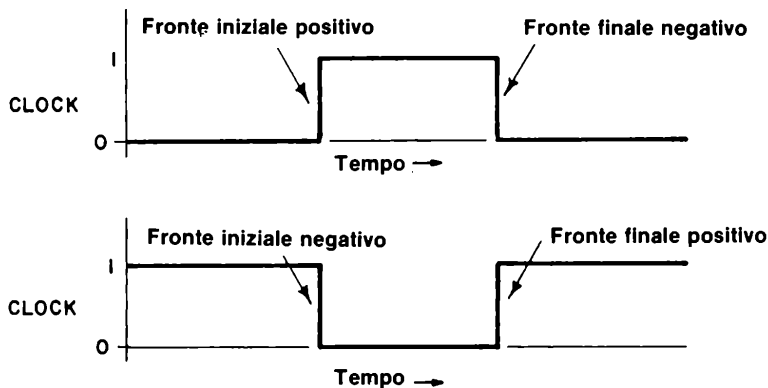 Fronte iniziale positivo
Fronte finale negativo
1
CLOCK
0
Tempo →
Fronte iniziale negativo
Fronte finale positivo
1
CLOCK
0
Tempo →